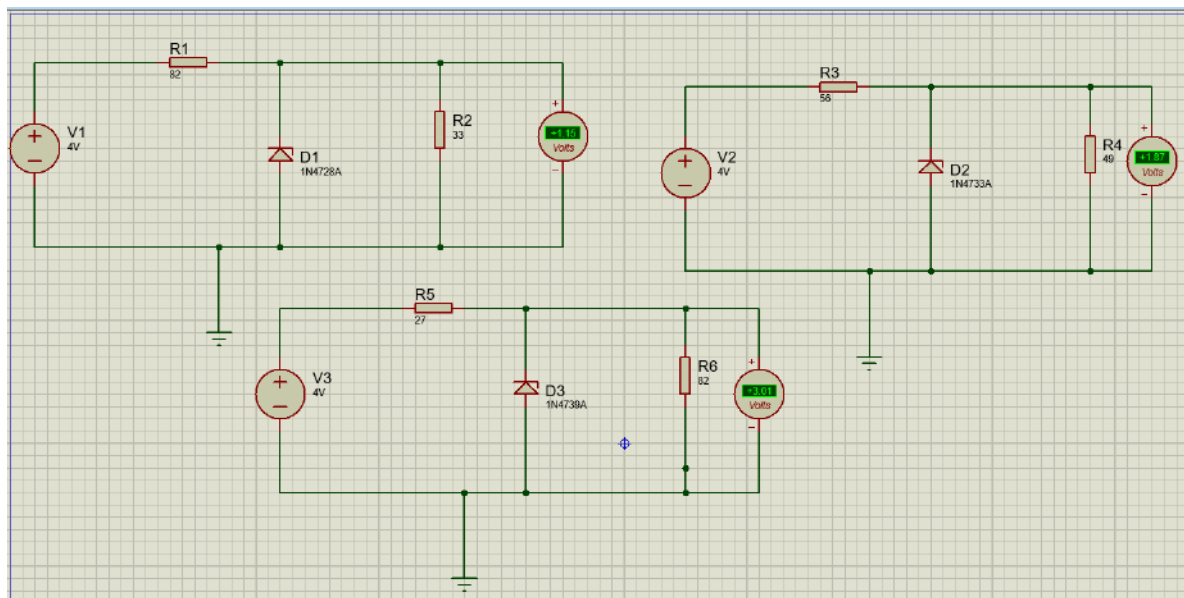 R1
82
V1
4V
D1
1N4728A
R2
33
+1.15
Volts
R3
56
V2
4V
D2
1N4733A
R4
49
+1.87
Volts
R5
27
V3
4V
D3
1N4739A
R6
82
+3.01
Volts